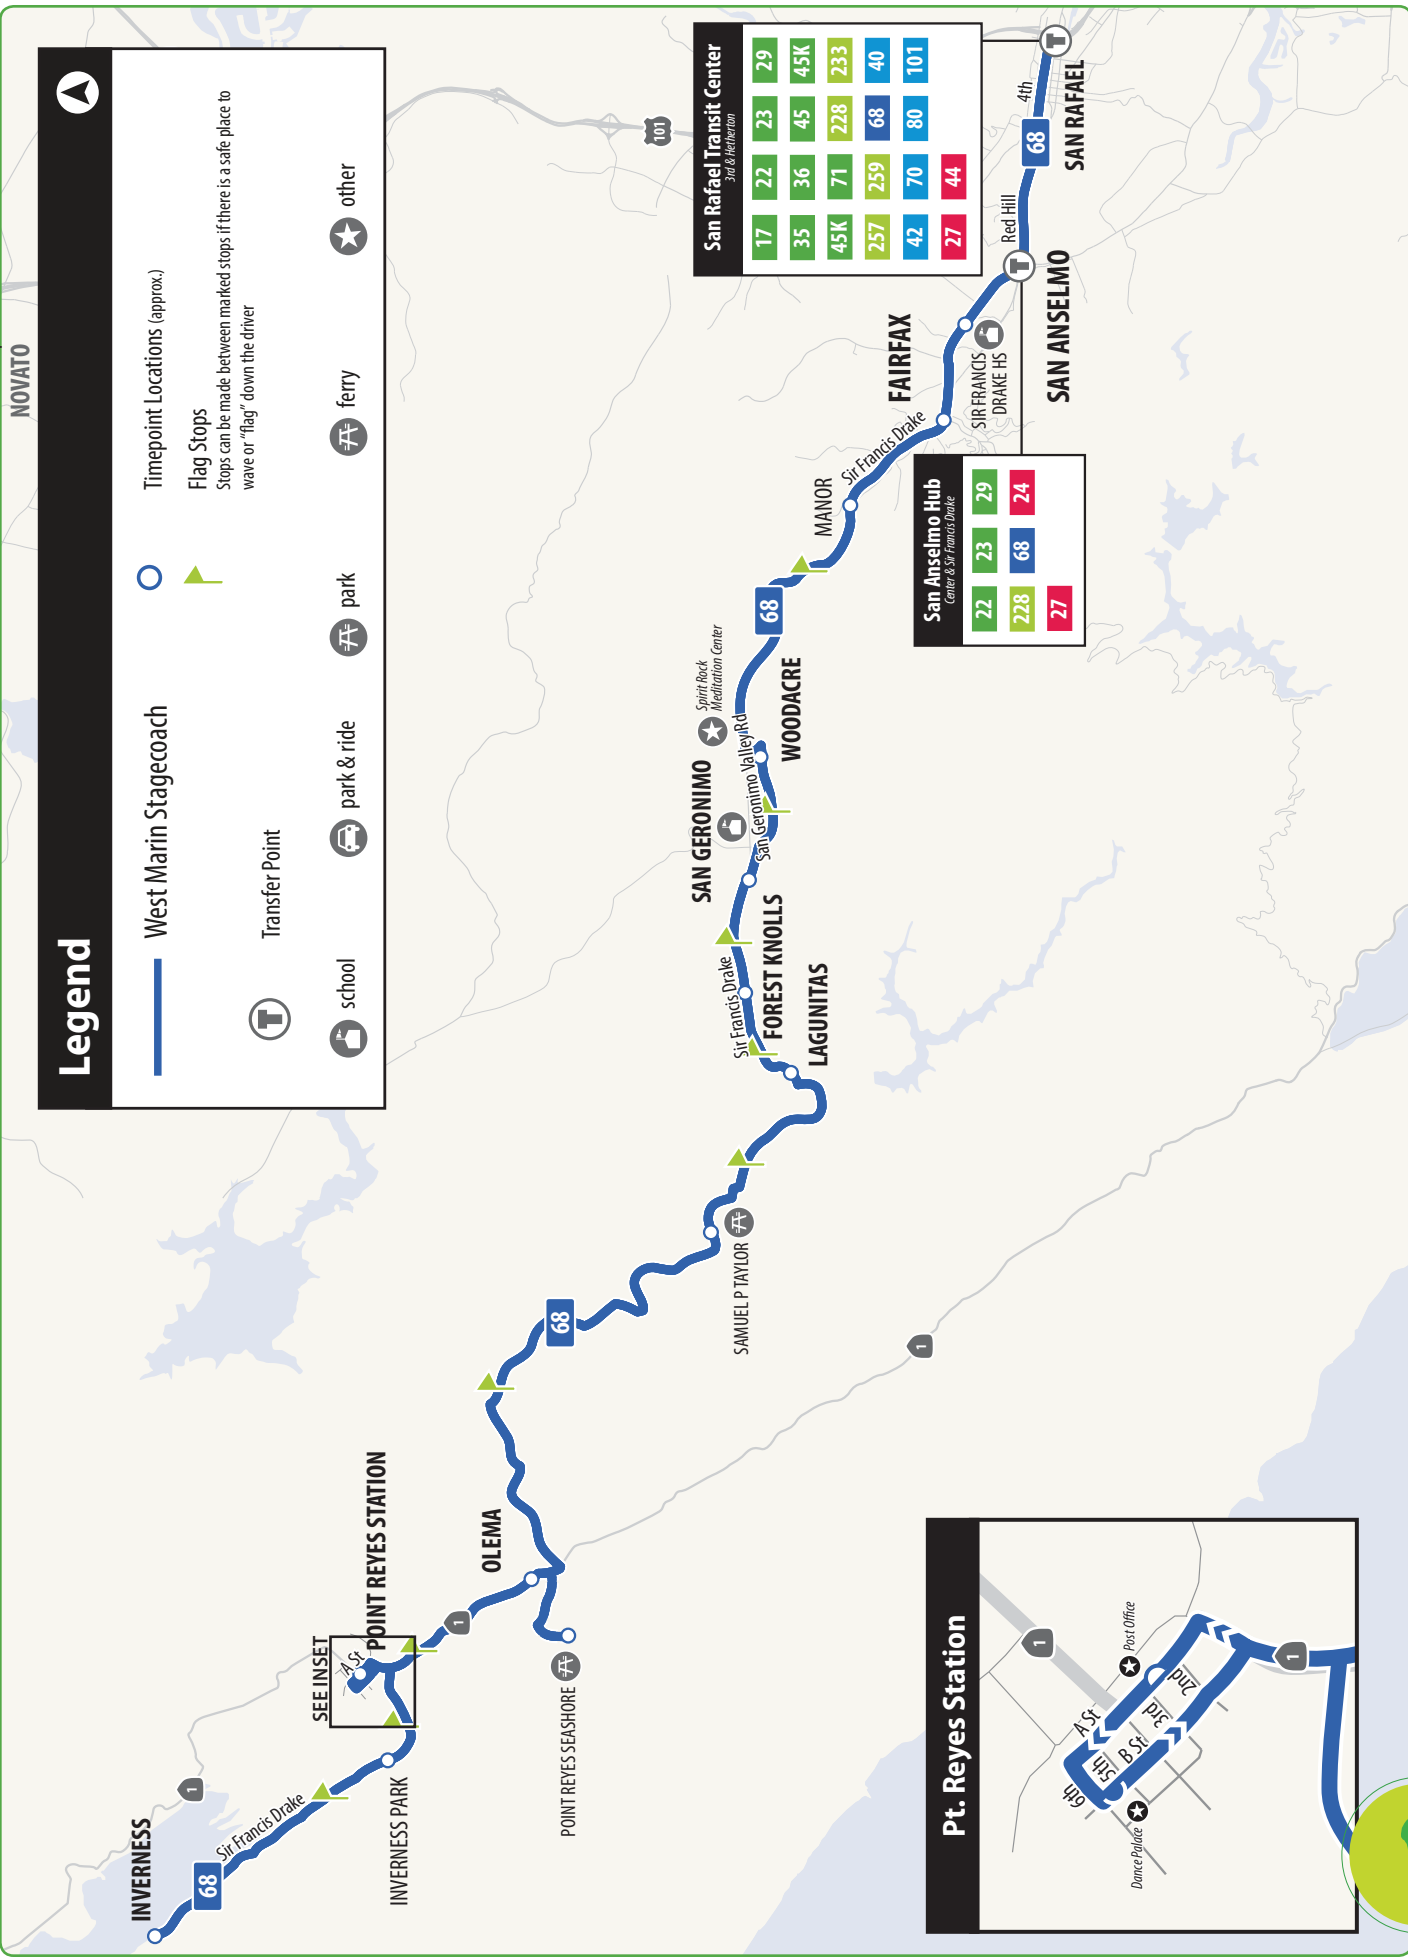 Legend
West Marin Stagecoach
Timepoint Locations (approx.)
Flag Stops
Stops can be made between marked stops if there is a safe place to
wave or “flag” down the driver
Transfer Point
school
park & ride
park
ferry
other
NOVATO
101
San Rafael Transit Center
3rd & Hetherton
17 22 23 29
35 36 45 45K
45K 71 228 233
257 259 68 40
42 70 80 101
27 44
San Anselmo Hub
Center & Sir Francis Drake
22 23 29
228 68 24
27
INVERNESS
68
Sir Francis Drake
1
INVERNESS PARK
SEE INSET
A St
POINT REYES STATION
1
POINT REYES SEASHORE
OLEMA
68
SAMUEL P TAYLOR
1
LAGUNITAS
Sir Francis Drake
FOREST KNOLLS
SAN GERONIMO
San Geronimo Valley Rd
Spirit Rock
Meditation Center
WOODACRE
68
MANOR
Sir Francis Drake
FAIRFAX
SIR FRANCIS
DRAKE HS
SAN ANSELMO
Red Hill
68
4th
SAN RAFAEL
Pt. Reyes Station
Dance Palace
6th
5th
A St
B St
3rd
2nd
Post Office
1
1